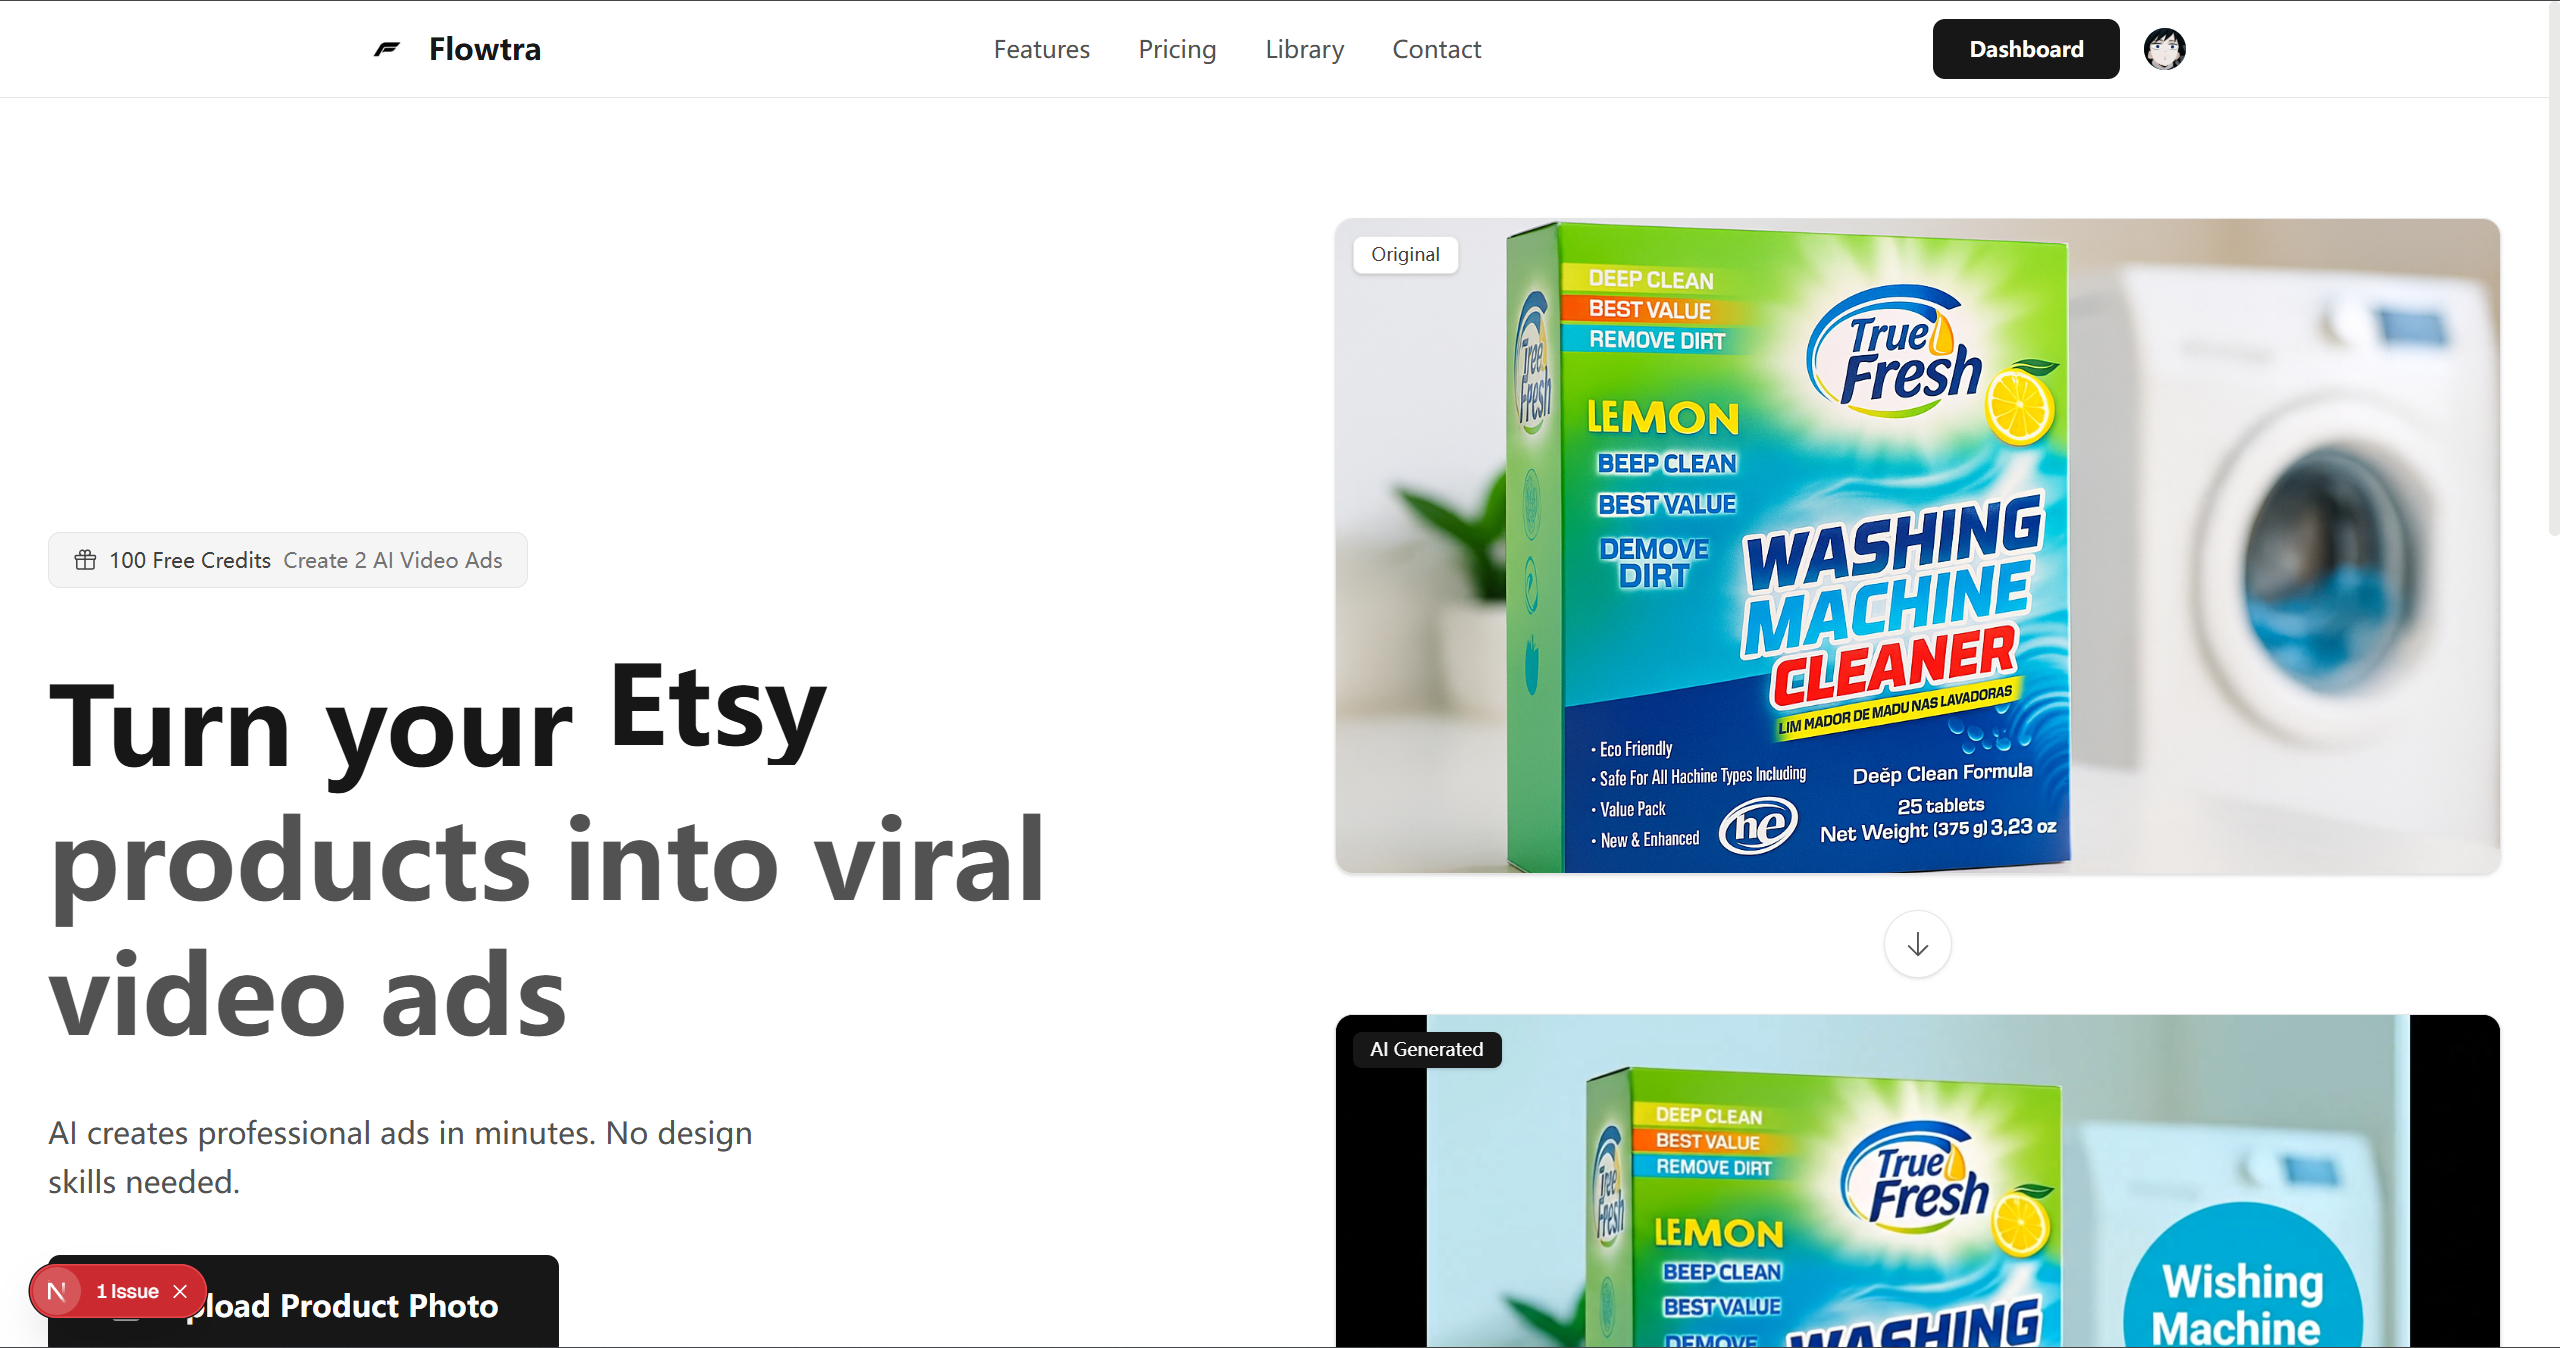 Flowtra
Features
Pricing
Library
Contact
Dashboard
100 Free Credits Create 2 AI Video Ads
Turn your Etsy
products into viral
video ads
AI creates professional ads in minutes. No design
skills needed.
Upload Product Photo
N 1 Issue
Original
DEEP CLEAN
BEST VALUE
REMOVE DIRT
True
Fresh
Tree
Fresh
LEMON
BEEP CLEAN
BEST VALUE
DEMOVE
DIRT
WASHING
MACHINE
CLEANER
LIM MADOR DE MADU NAS LAVADORAS
• Eco Friendly
• Safe For All Hachine Types Including
• Value Pack
• New & Enhanced
he
Deĕp Clean Formula
25 tablets
Net Weight (375 g) 3,23 oz
AI Generated
DEEP CLEAN
BEST VALUE
REMOVE DIRT
True
Fresh
Tree
Fresh
LEMON
BEEP CLEAN
BEST VALUE
DEMOVE
WASHING
Wishing
Machine